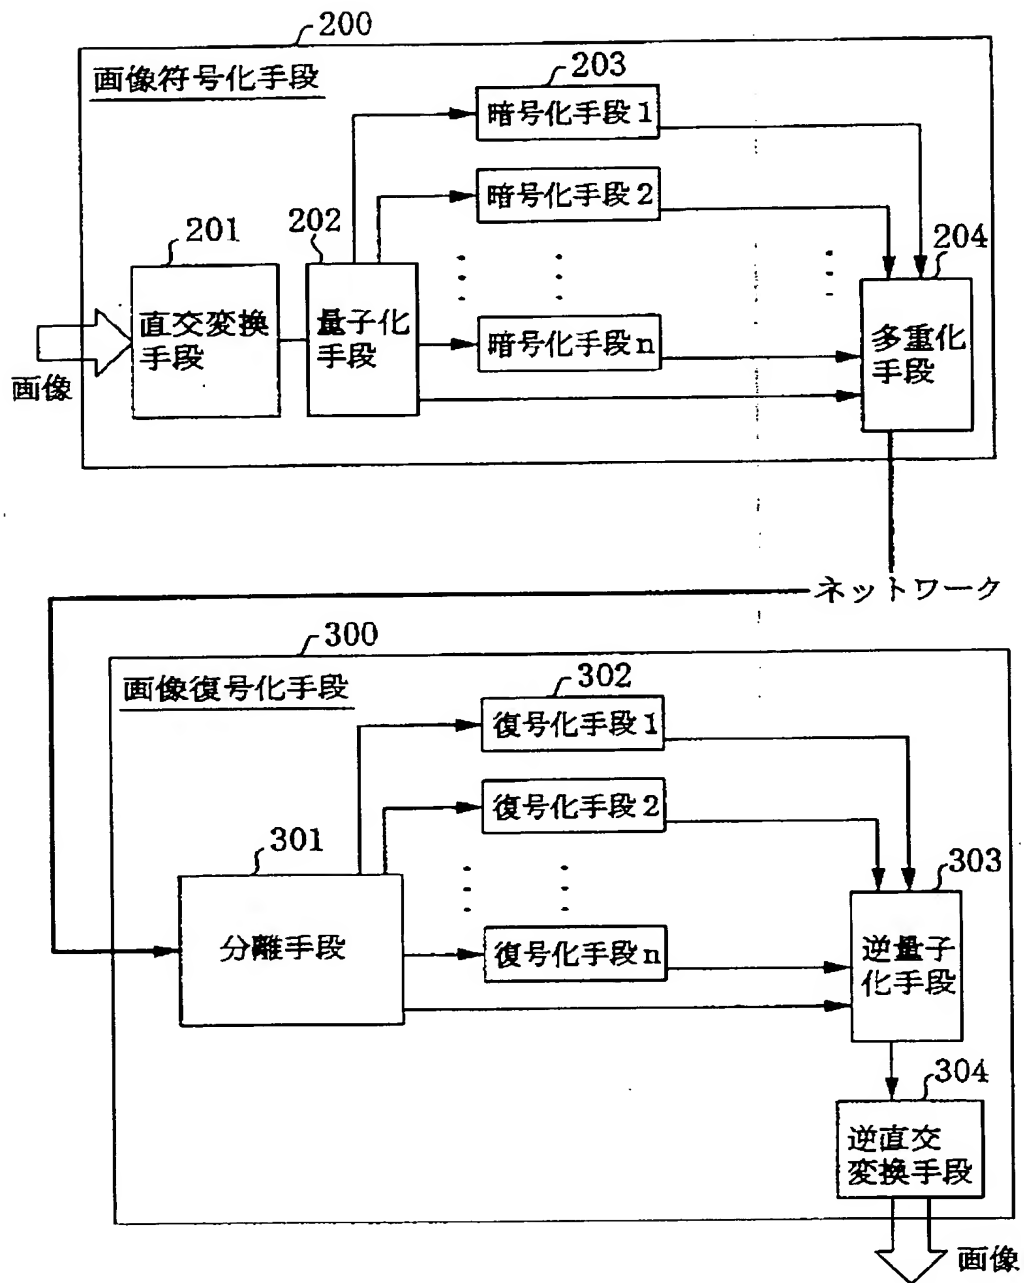 200
画像符号化手段
203
暗号化手段1
暗号化手段2
201
202
204
直交変換
手段
量子化
手段
暗号化手段n
多重化
手段
画像
ネットワーク
300
画像復号化手段
302
復号化手段1
復号化手段2
301
303
分離手段
復号化手段n
逆量子
化手段
304
逆直交
変換手段
画像